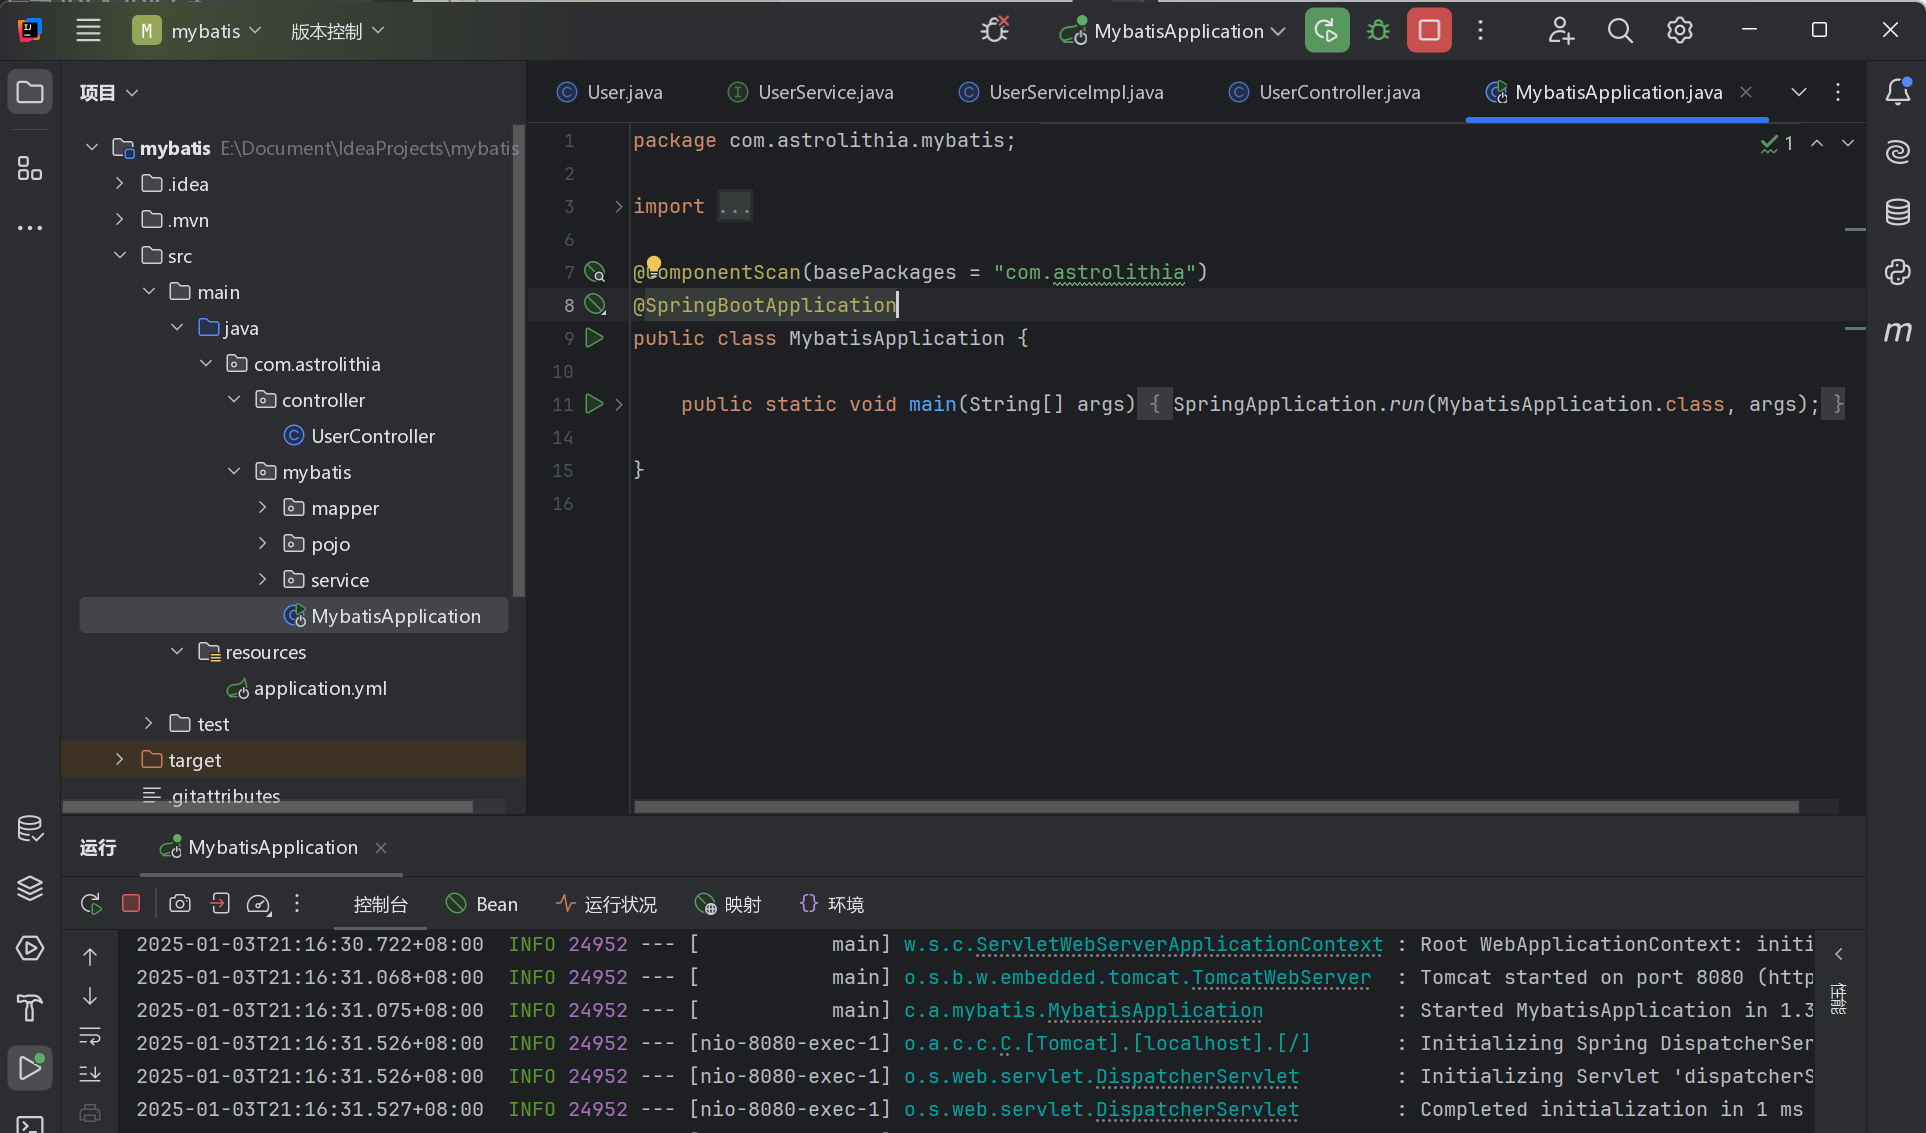 M mybatis 版本控制 MybatisApplication
项目
mybatis E:\Document\IdeaProjects\mybatis
.idea
.mvn
src
main
java
com.astrolithia
controller
UserController
mybatis
mapper
pojo
service
MybatisApplication
resources
application.yml
test
target
.gitattributes
User.java UserService.java UserServiceImpl.java UserController.java MybatisApplication.java
1 package com.astrolithia.mybatis;
2
3 import ...
6
7 @ComponentScan(basePackages = "com.astrolithia")
8 @SpringBootApplication
9 public class MybatisApplication {
10
11 public static void main(String[] args) { SpringApplication.run(MybatisApplication.class, args); }
14
15 }
16
1
m
运行 MybatisApplication
控制台 Bean 运行状况 映射 环境
2025-01-03T21:16:30.722+08:00 INFO 24952 --- [ main] w.s.c.ServletWebServerApplicationContext : Root WebApplicationContext: initi
2025-01-03T21:16:31.068+08:00 INFO 24952 --- [ main] o.s.b.w.embedded.tomcat.TomcatWebServer : Tomcat started on port 8080 (http
2025-01-03T21:16:31.075+08:00 INFO 24952 --- [ main] c.a.mybatis.MybatisApplication : Started MybatisApplication in 1.3
2025-01-03T21:16:31.526+08:00 INFO 24952 --- [nio-8080-exec-1] o.a.c.c.C.[Tomcat].[localhost].[/] : Initializing Spring DispatcherSer
2025-01-03T21:16:31.526+08:00 INFO 24952 --- [nio-8080-exec-1] o.s.web.servlet.DispatcherServlet : Initializing Servlet 'dispatcherS
2025-01-03T21:16:31.527+08:00 INFO 24952 --- [nio-8080-exec-1] o.s.web.servlet.DispatcherServlet : Completed initialization in 1 ms
性能